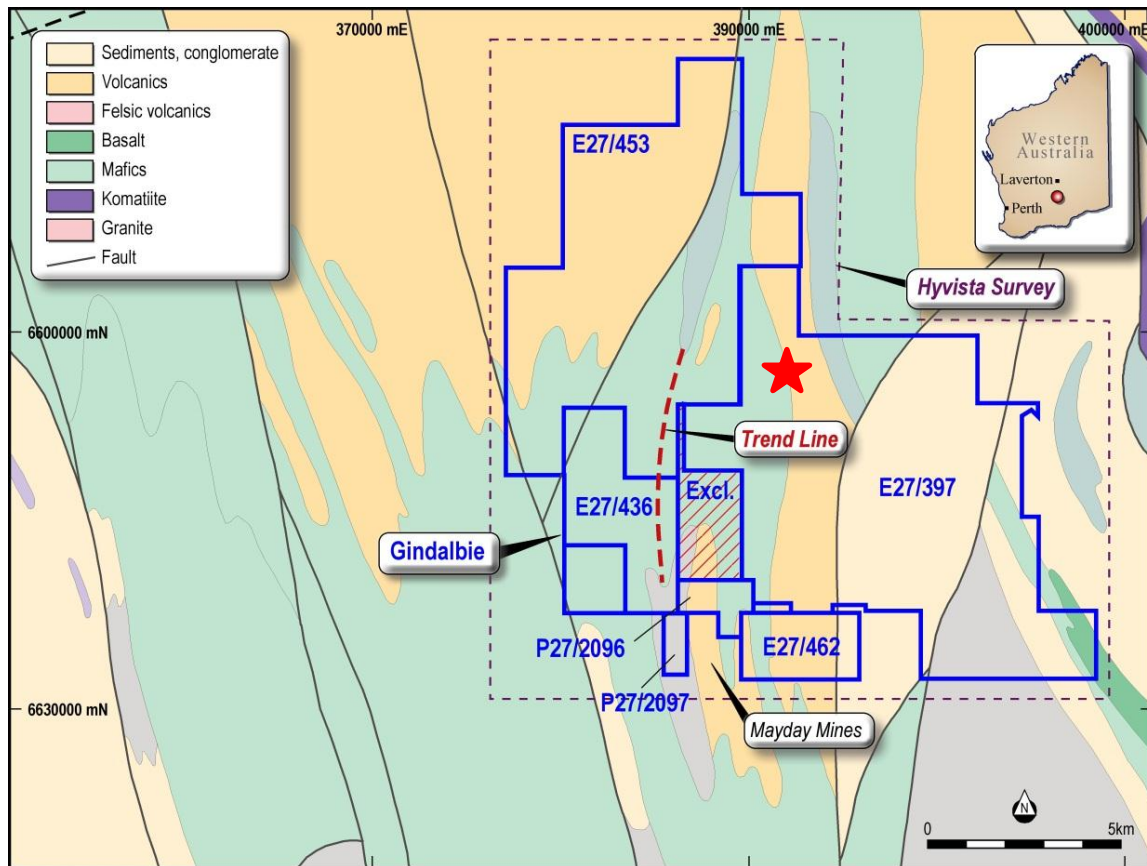 370000 mE
390000 mE
400000 mE
Sediments, conglomerate
Volcanics
Felsic volcanics
Basalt
Mafics
Komatiite
Granite
Fault
E27/453
Western
Australia
Laverton
Perth
Hyvista Survey
6600000 mN
Trend Line
Excl.
E27/397
E27/436
Gindalbie
P27/2096
E27/462
P27/2097
6630000 mN
Mayday Mines
N
0
5km